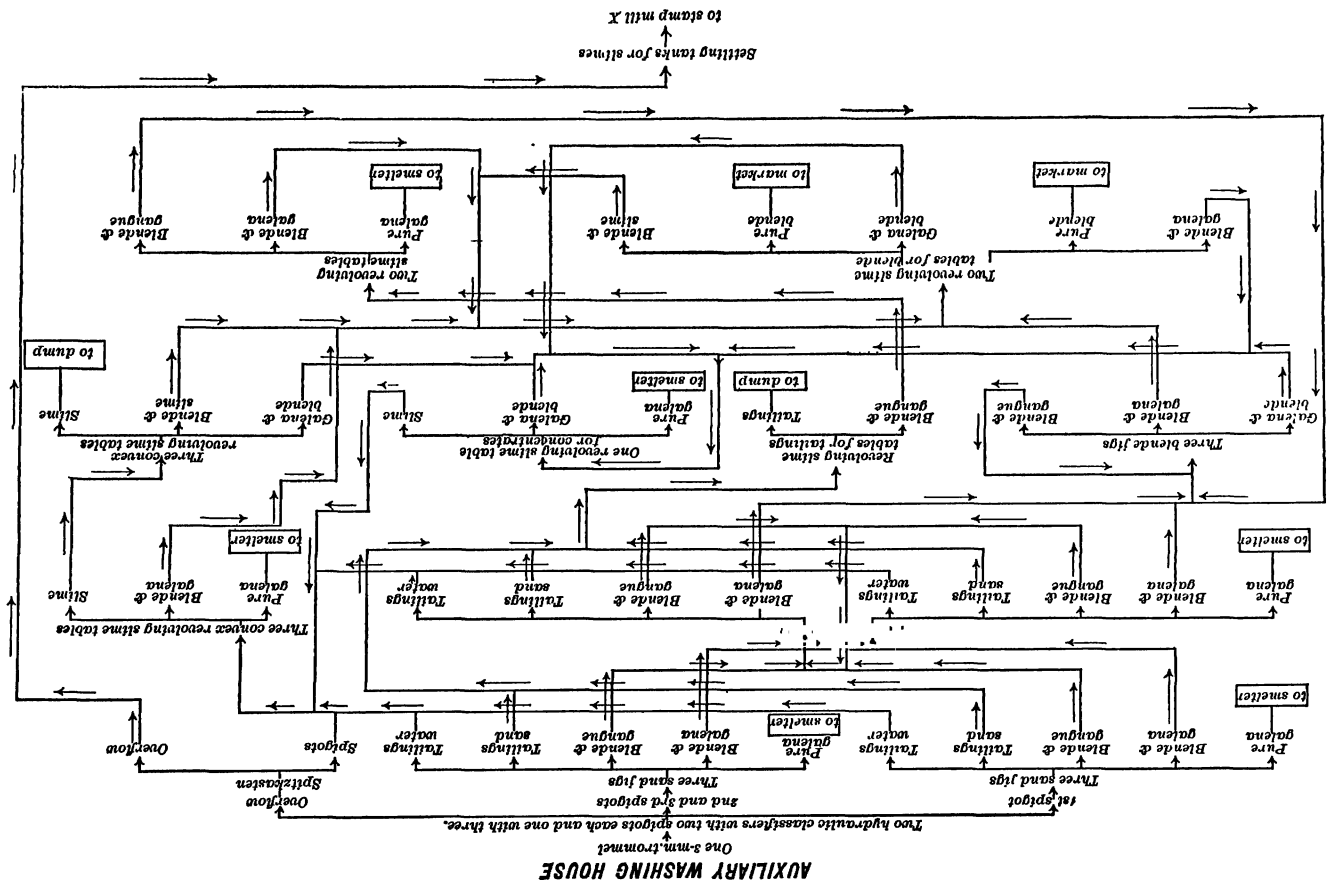 AUXILIARY WASHING HOUSE
One 3-mm. trommel
Two hydraulic classifiers with two spigots each and one with three.
1st spigot
Three sand jigs
2nd and 3rd spigots
Three sand jigs
Overflow
Spitzkasten
Pure
galena
to smelter
Blende &
galena
Blende &
gangue
Tailings
sand
Tailings
water
Pure
galena
to smelter
Blende &
galena
Blende &
gangue
Tailings
sand
Tailings
water
Spigots
Overflow
Three convex revolving slime tables
Pure
galena
to smelter
Blende &
galena
Blende &
gangue
Tailings
sand
Tailings
water
Blende &
galena
Blende &
gangue
Tailings
sand
Tailings
water
Pure
galena
to smelter
Blende &
galena
Slime
Three blende jigs
Revolving slime
tables for tailings
One revolving slime table
for concentrates
Three convex
revolving slime tables
Galena &
blende
Blende &
galena
Blende &
gangue
Blende &
gangue
Tailings
to dump
Pure
galena
to smelter
Galena &
blende
Slime
Galena &
blende
Blende &
slime
Slime
to dump
Two revolving slime
tables for blende
Two revolving
slime tables
Blende &
galena
Pure
blende
to market
Galena &
blende
Pure
blende
to market
Blende &
slime
Pure
galena
to smelter
Blende &
galena
Blende &
gangue
Settling tanks for slimes
to stamp mill X